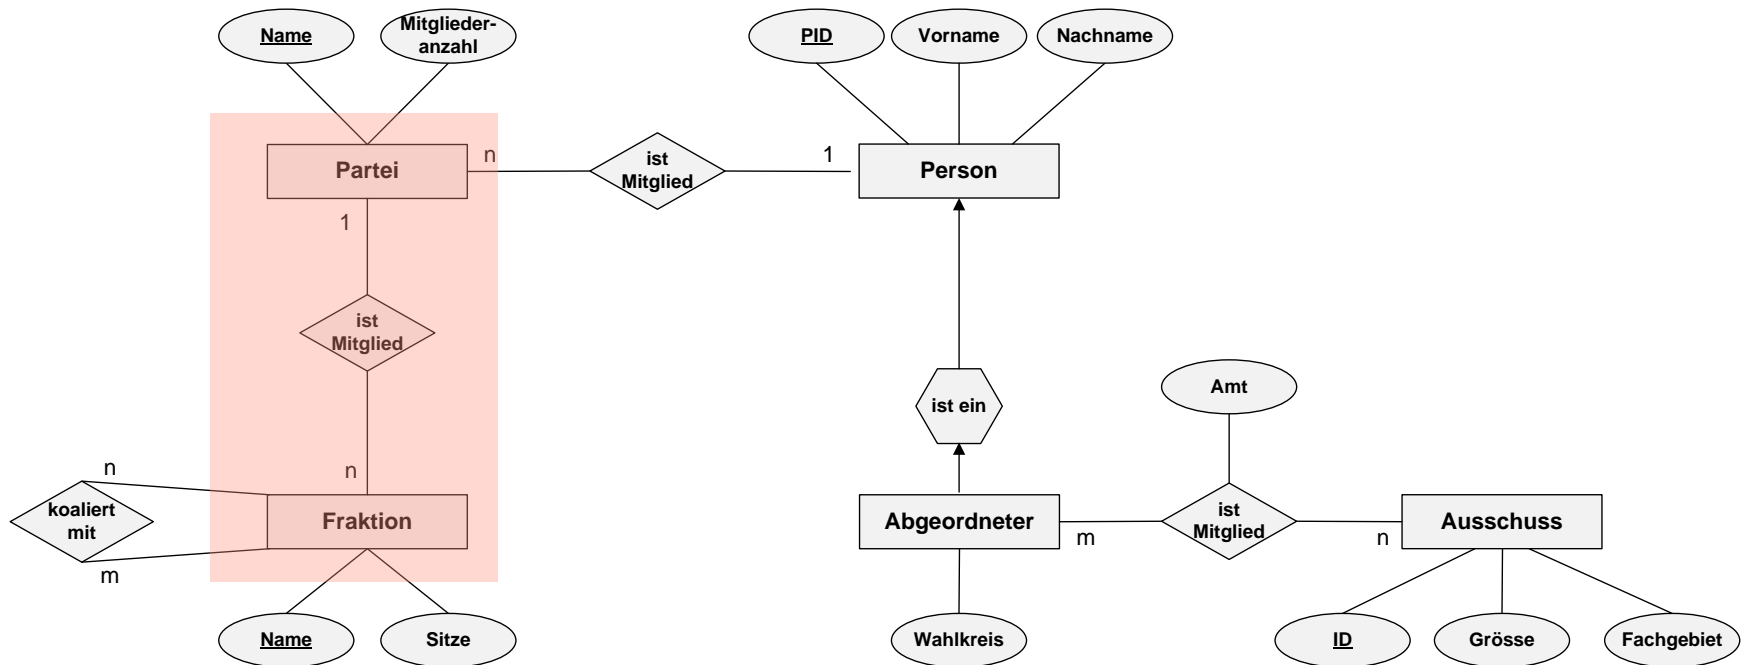 Name
Mitglieder-
anzahl
PID
Vorname
Nachname
Partei
n
ist
Mitglied
1
Person
1
ist
Mitglied
n
ist ein
Amt
n
koaliert
mit
m
Fraktion
Abgeordneter
m
ist
Mitglied
n
Ausschuss
Name
Sitze
Wahlkreis
ID
Grösse
Fachgebiet